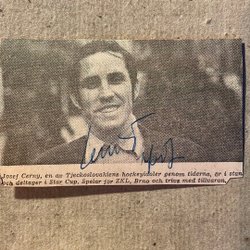 Josef Cerny, en av Tjeckoslovakiens hockeyidoler genom tiderna, är i stan
och deltager i Star Cup. Spelar för ZKL, Brno och trivs med tillvaron.